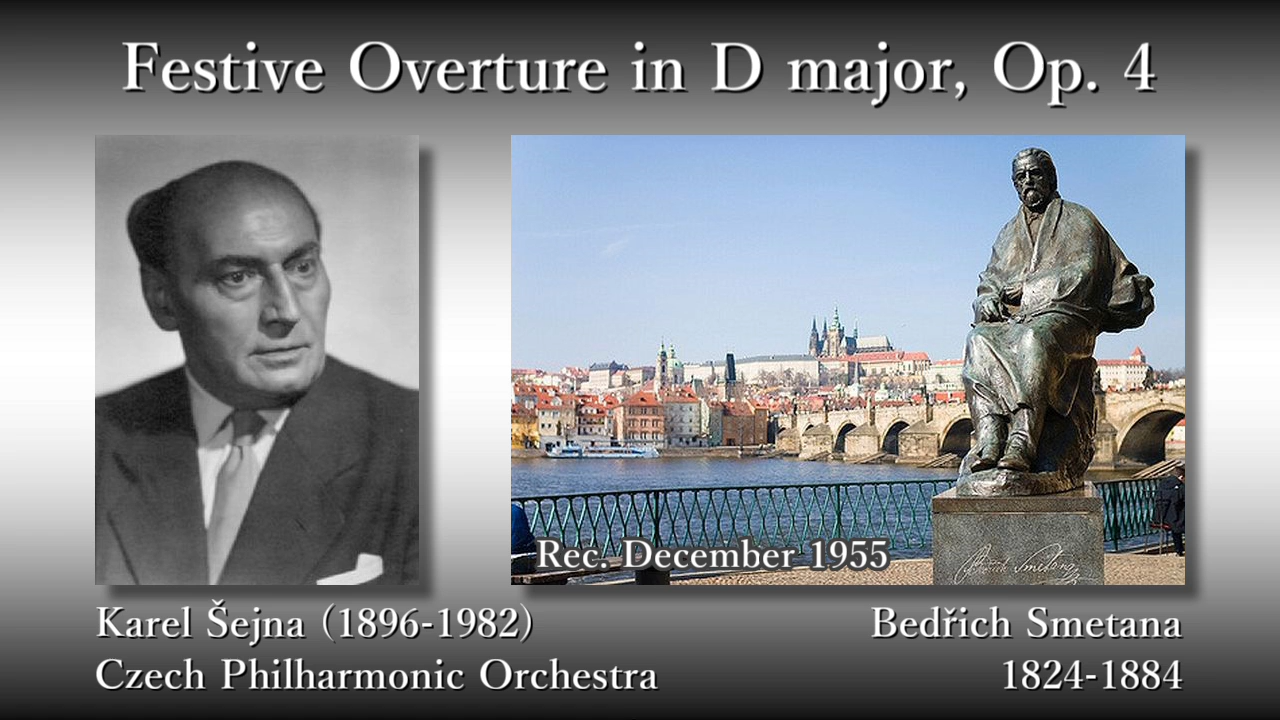 Festive Overture in D major, Op. 4
Rec. December 1955
Karel Šejna (1896-1982)
Czech Philharmonic Orchestra
Bedřich Smetana
1824-1884